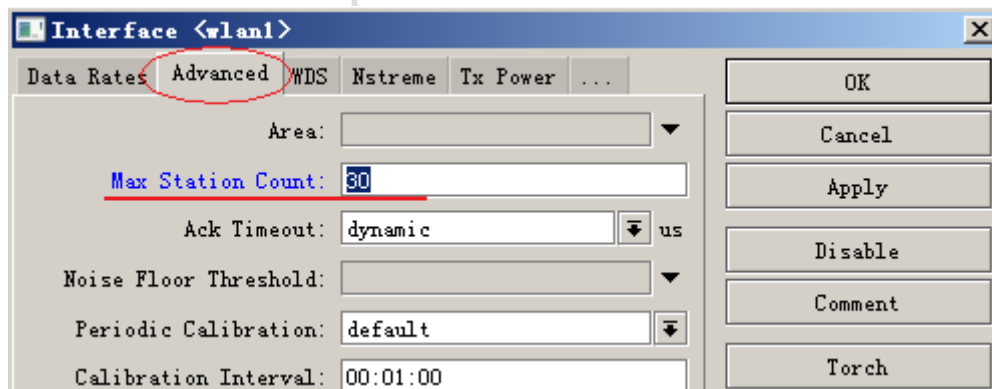 Interface <wlan1>
Data Rates Advanced WDS Nstreme Tx Power ...
Area:
Max Station Count: 30
Ack Timeout: dynamic us
Noise Floor Threshold:
Periodic Calibration: default
Calibration Interval: 00:01:00
OK
Cancel
Apply
Disable
Comment
Torch